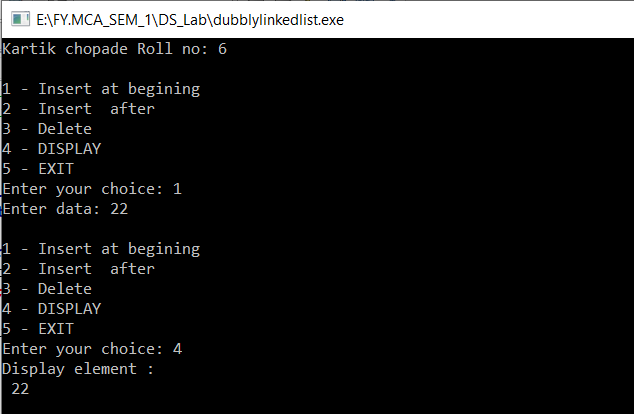 E:\FY.MCA_SEM_1\DS_Lab\dubblylinkedlist.exe
Kartik chopade Roll no: 6
1 - Insert at begining
2 - Insert  after
3 - Delete
4 - DISPLAY
5 - EXIT
Enter your choice: 1
Enter data: 22
1 - Insert at begining
2 - Insert  after
3 - Delete
4 - DISPLAY
5 - EXIT
Enter your choice: 4
Display element :
22